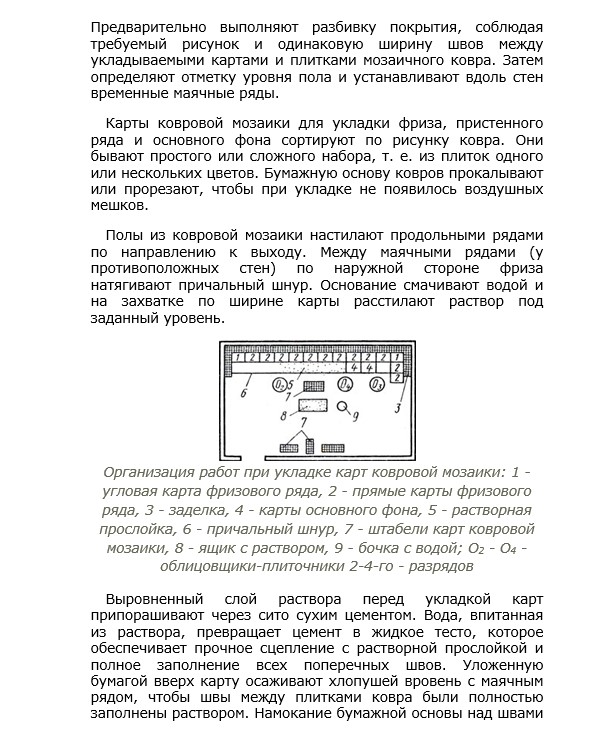 Предварительно выполняют разбивку покрытия, соблюдая
требуемый рисунок и одинаковую ширину швов между
укладываемыми картами и плитками мозаичного ковра. Затем
определяют отметку уровня пола и устанавливают вдоль стен
временные маячные ряды.
Карты ковровой мозаики для укладки фриза, пристенного
ряда и основного фона сортируют по рисунку ковра. Они
бывают простого или сложного набора, т. е. из плиток одного
или нескольких цветов. Бумажную основу ковров прокалывают
или прорезают, чтобы при укладке не появилось воздушных
мешков.
Полы из ковровой мозаики настилают продольными рядами
по направлению к выходу. Между маячными рядами (у
противоположных стен) по наружной стороне фриза
натягивают причальный шнур. Основание смачивают водой и
на захватке по ширине карты расстилают раствор под
заданный уровень.
1 2 2 2 2 2 2 2 2 2 2 1
4 4 2
2
6 O₂ 5 7 O₄ O₃ 3
8 9
7
Организация работ при укладке карт ковровой мозаики: 1 -
угловая карта фризового ряда, 2 - прямые карты фризового
ряда, 3 - заделка, 4 - карты основного фона, 5 - растворная
прослойка, 6 - причальный шнур, 7 - штабели карт ковровой
мозаики, 8 - ящик с раствором, 9 - бочка с водой; О₂ - О₄ -
облицовщики-плиточники 2-4-го - разрядов
Выровненный слой раствора перед укладкой карт
припорашивают через сито сухим цементом. Вода, впитанная
из раствора, превращает цемент в жидкое тесто, которое
обеспечивает прочное сцепление с растворной прослойкой и
полное заполнение всех поперечных швов. Уложенную
бумагой вверх карту осаживают хлопушей вровень с маячным
рядом, чтобы швы между плитками ковра были полностью
заполнены раствором. Намокание бумажной основы над швами